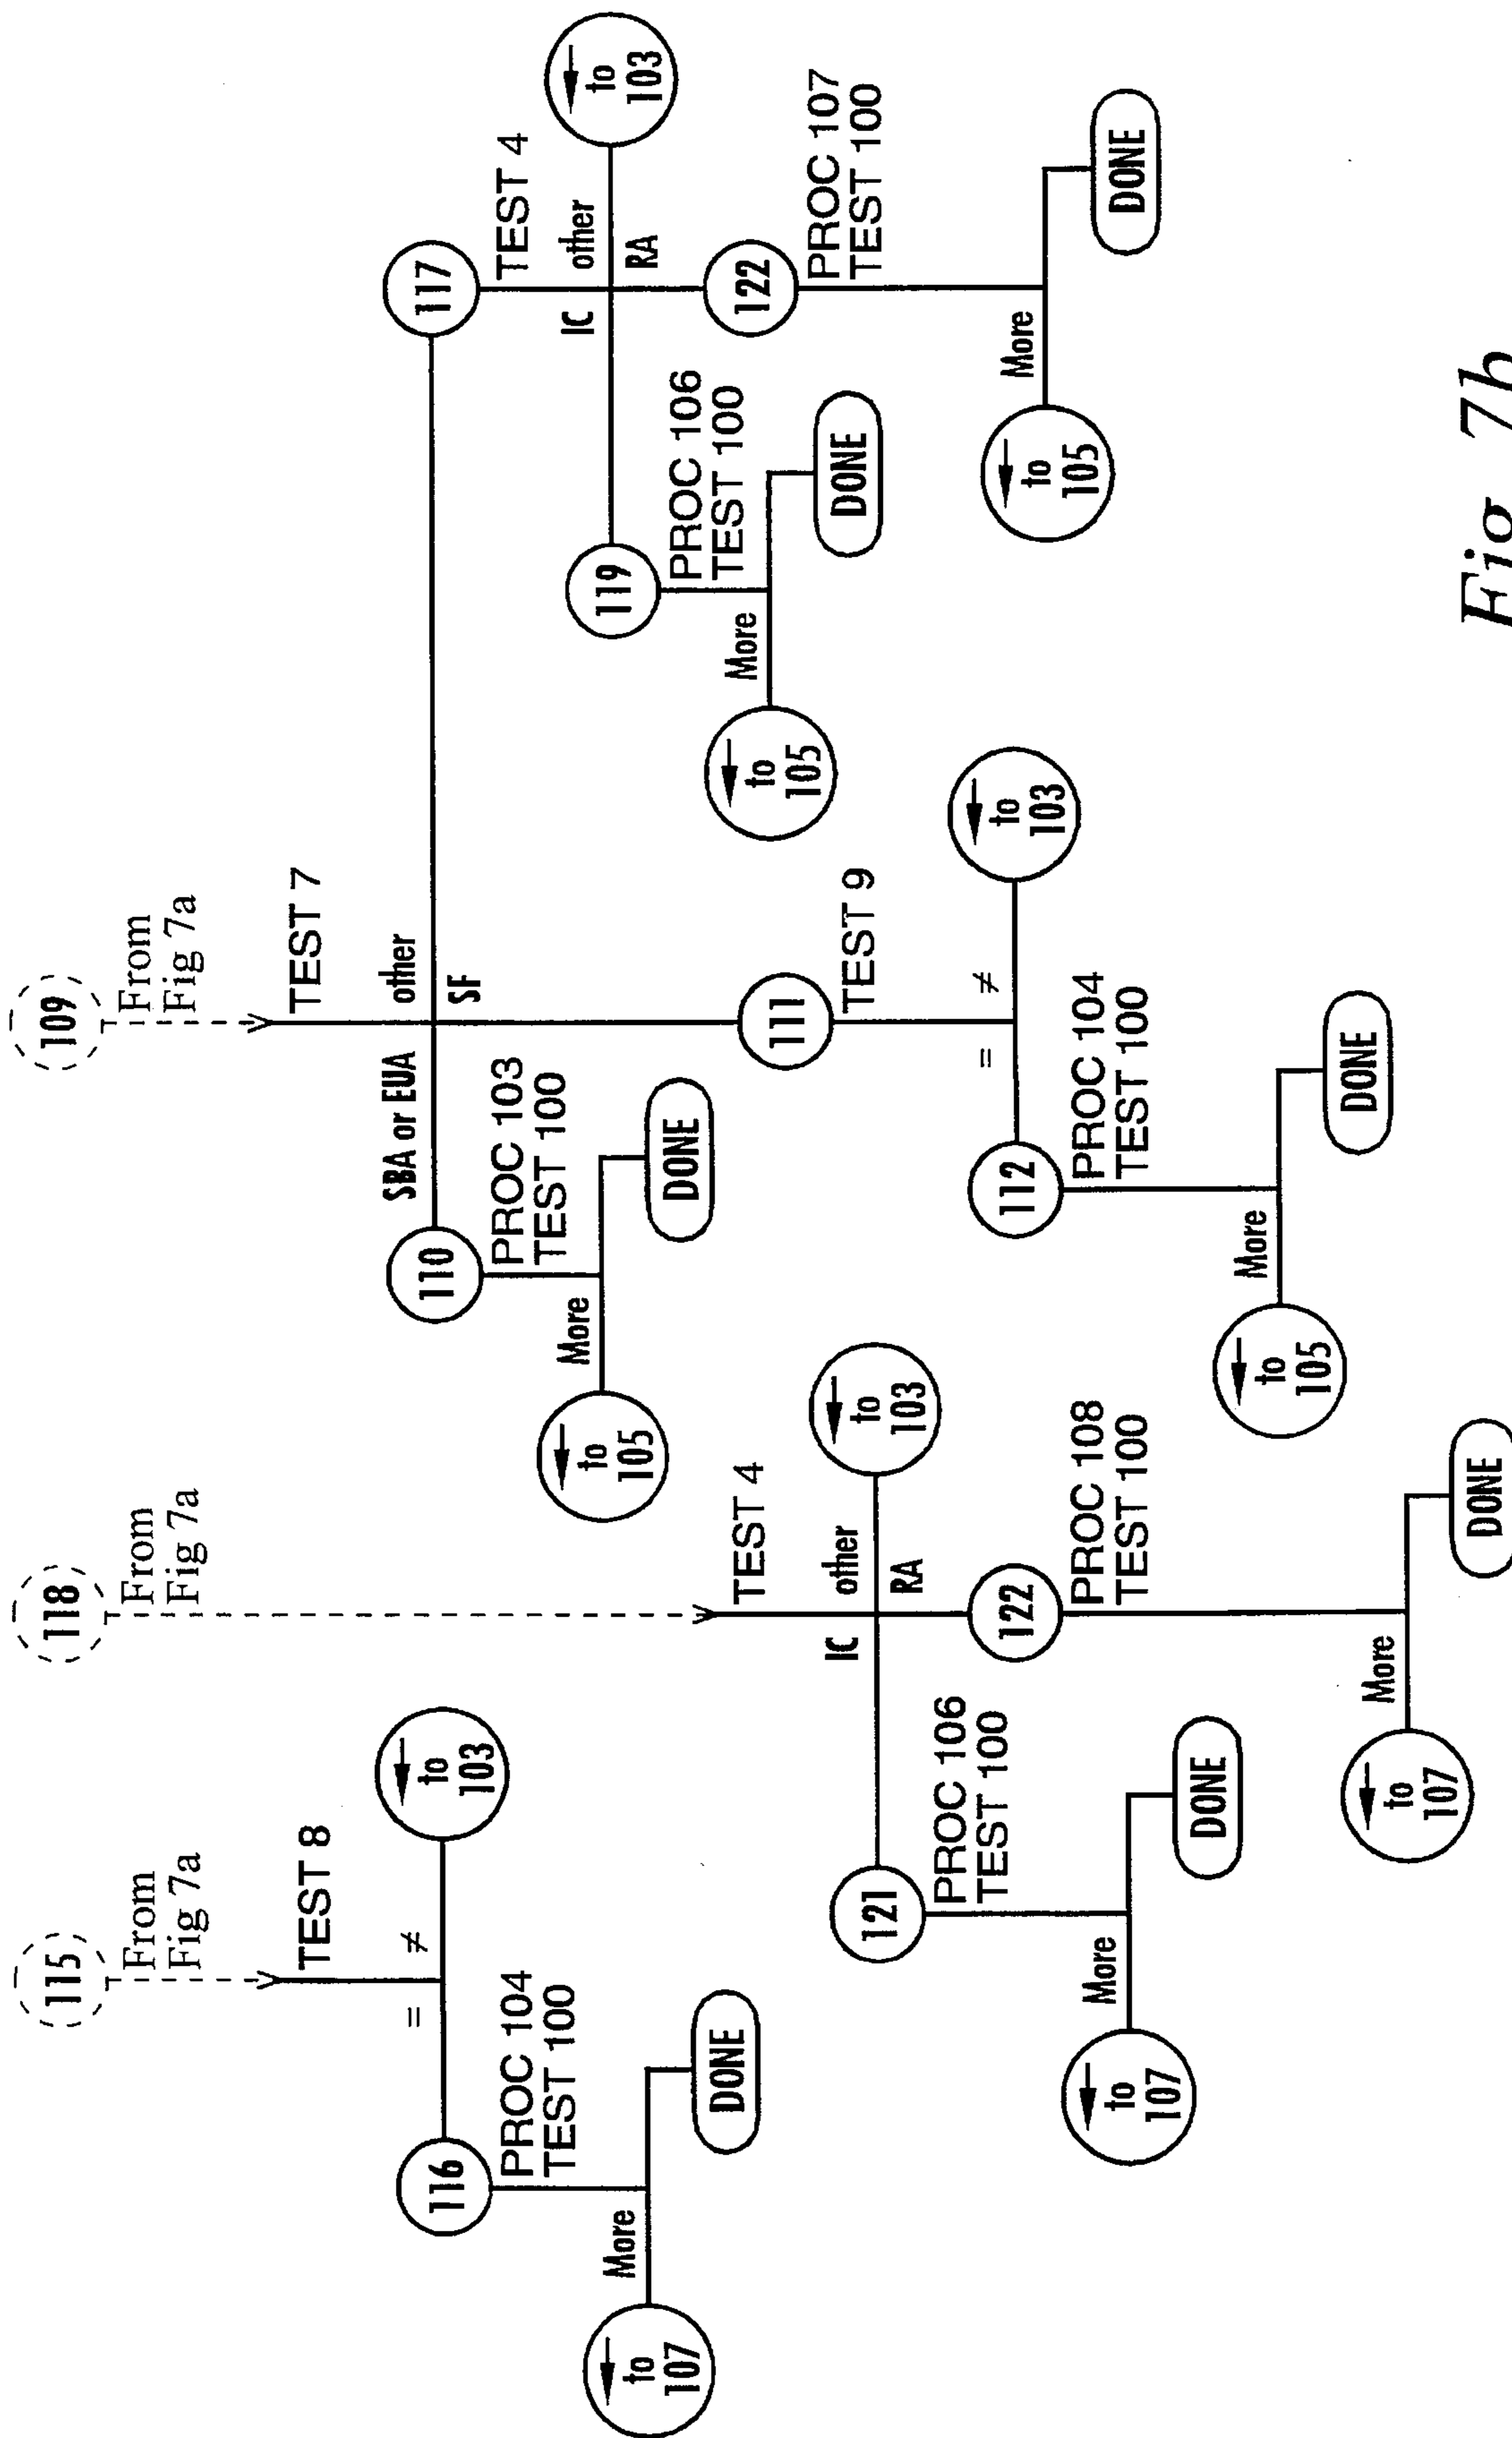 115
From
Fig 7a
TEST 8
=
≠
116
to
103
PROC 104
TEST 100
More
to
107
DONE
118
From
Fig 7a
TEST 4
IC
other
RA
to
103
121
PROC 106
TEST 100
More
to
107
DONE
122
PROC 108
TEST 100
More
to
107
DONE
109
From
Fig 7a
TEST 7
SBA or EUA
other
SF
110
PROC 103
TEST 100
More
to
105
DONE
111
TEST 9
=
≠
112
to
103
PROC 104
TEST 100
More
to
105
DONE
117
TEST 4
IC
other
RA
to
103
119
PROC 106
TEST 100
More
to
105
DONE
122
PROC 107
TEST 100
More
to
105
DONE
Fig 7b